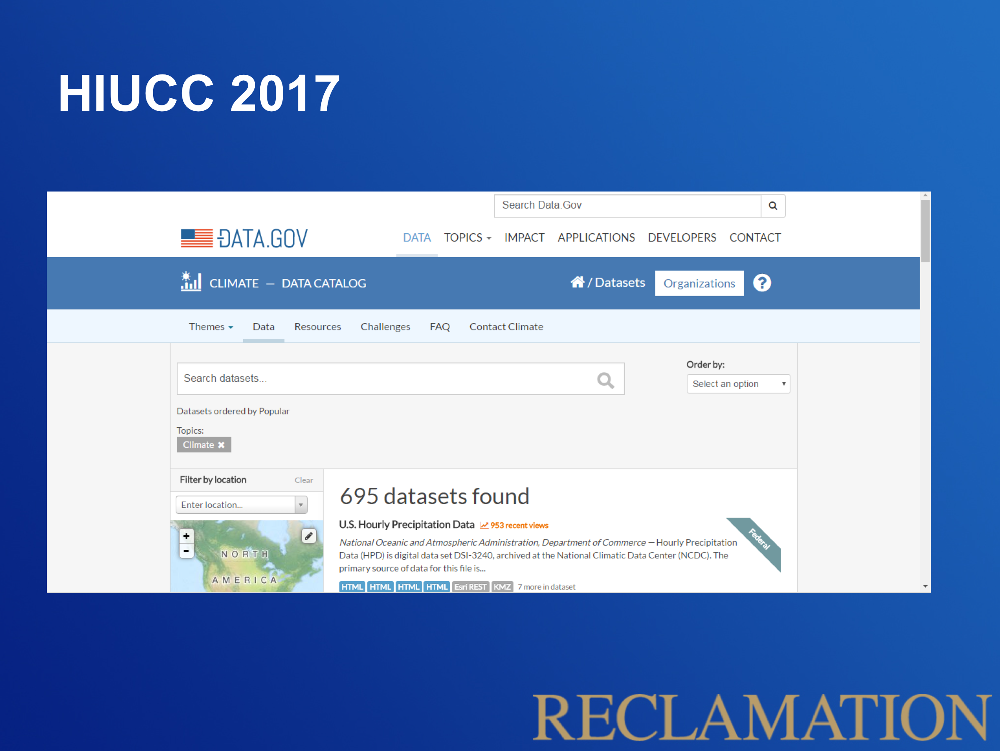 HIUCC 2017
Search Data.Gov
DATA.GOV
DATA TOPICS IMPACT APPLICATIONS DEVELOPERS CONTACT
CLIMATE – DATA CATALOG
/ Datasets Organizations ?
Themes Data Resources Challenges FAQ Contact Climate
Order by:
Search datasets...
Select an option
Datasets ordered by Popular
Topics:
Climate ✖
Filter by location Clear
695 datasets found
Enter location...
U.S. Hourly Precipitation Data 953 recent views
Federal
National Oceanic and Atmospheric Administration, Department of Commerce — Hourly Precipitation
Data (HPD) is digital data set DSI-3240, archived at the National Climatic Data Center (NCDC). The
primary source of data for this file is...
+
-
NORTH
AMERICA
HTML HTML HTML HTML Esri REST KMZ 7 more in dataset
RECLAMATION